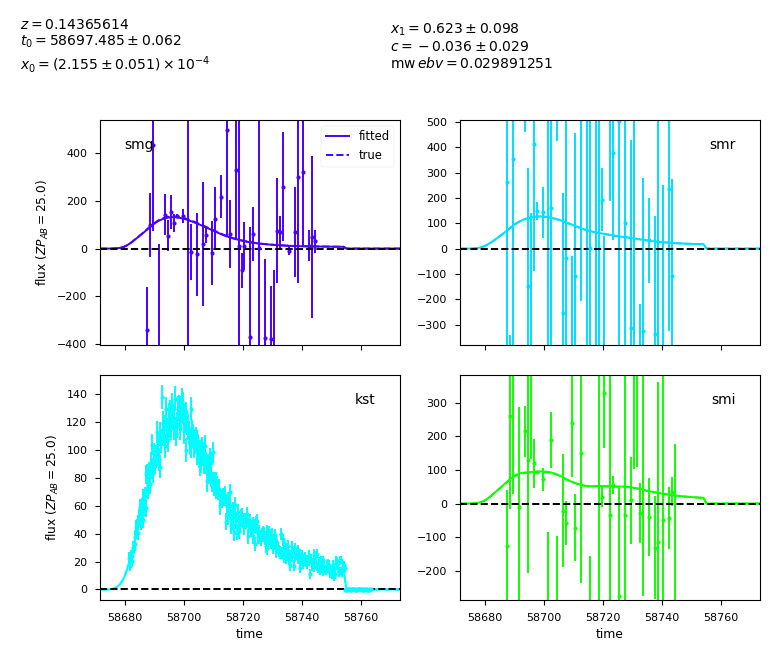 z = 0.14365614
t₀ = 58697.485 ± 0.062
x₀ = (2.155 ± 0.051) × 10⁻⁴
x₁ = 0.623 ± 0.098
c = −0.036 ± 0.029
mwebv = 0.029891251
smg
fitted
true
400
200
0
−200
−400
flux (ZP_AB = 25.0)
smr
500
400
300
200
100
0
−100
−200
−300
kst
140
120
100
80
60
40
20
0
flux (ZP_AB = 25.0)
58680 58700 58720 58740 58760
time
smi
300
200
100
0
−100
−200
58680 58700 58720 58740 58760
time